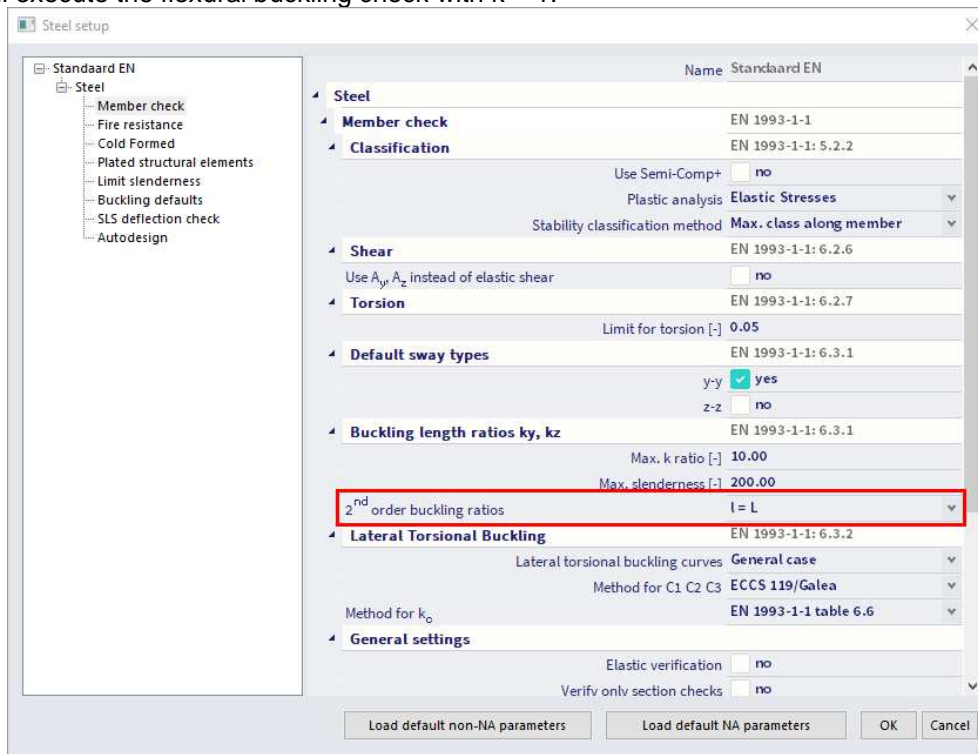 execute the flexural buckling check with k
Steel setup
Standaard EN
Steel
Member check
Fire resistance
Cold Formed
Plated structural elements
Limit slenderness
Buckling defaults
SLS deflection check
Autodesign
Name Standaard EN
Steel
Member check EN 1993-1-1
Classification EN 1993-1-1: 5.2.2
Use Semi-Comp+ no
Plastic analysis Elastic Stresses
Stability classification method Max. class along member
Shear EN 1993-1-1: 6.2.6
Use Ay, Az instead of elastic shear no
Torsion EN 1993-1-1: 6.2.7
Limit for torsion [-] 0.05
Default sway types EN 1993-1-1: 6.3.1
y-y yes
z-z no
Buckling length ratios ky, kz EN 1993-1-1: 6.3.1
Max. k ratio [-] 10.00
Max. slenderness [-] 200.00
2nd order buckling ratios l = L
Lateral Torsional Buckling EN 1993-1-1: 6.3.2
Lateral torsional buckling curves General case
Method for C1 C2 C3 ECCS 119/Galea
Method for kc EN 1993-1-1 table 6.6
General settings
Elastic verification no
Verify only section checks no
Load default non-NA parameters Load default NA parameters OK Cancel